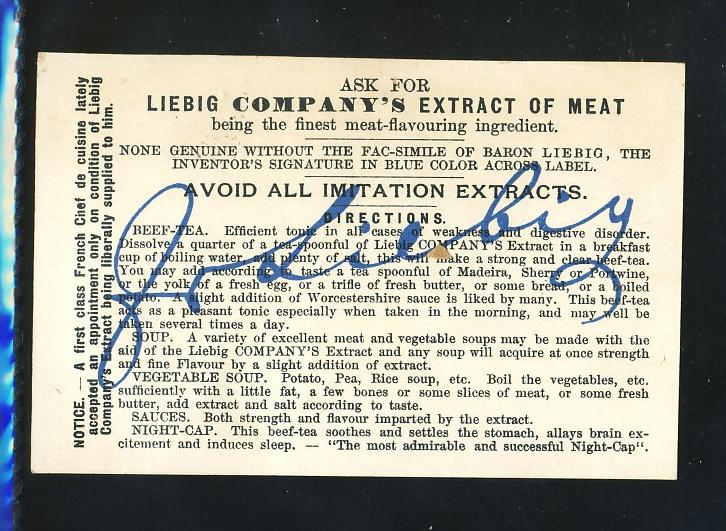 ASK FOR
LIEBIG COMPANY'S EXTRACT OF MEAT
being the finest meat-flavouring ingredient.
NONE GENUINE WITHOUT THE FAC-SIMILE OF BARON LIEBIG, THE
INVENTOR'S SIGNATURE IN BLUE COLOR ACROSS LABEL.
AVOID ALL IMITATION EXTRACTS.
DIRECTIONS.
BEEF-TEA. Efficient tonic in all cases of weakness and digestive disorder.
Dissolve a quarter of a tea-spoonful of Liebig COMPANY'S Extract in a breakfast
cup of boiling water, add plenty of salt, this will make a strong and clear beef-tea.
You may add according to taste a tea spoonful of Madeira, Sherry or Portwine,
or the yolk of a fresh egg, or a trifle of fresh butter, or some bread, or a boiled
potato. A slight addition of Worcestershire sauce is liked by many. This beef-tea
acts as a pleasant tonic especially when taken in the morning, and may well be
taken several times a day.
SOUP. A variety of excellent meat and vegetable soups may be made with the
aid of the Liebig COMPANY'S Extract and any soup will acquire at once strength
and fine Flavour by a slight addition of extract.
VEGETABLE SOUP. Potato, Pea, Rice soup, etc. Boil the vegetables, etc.
sufficiently with a little fat, a few bones or some slices of meat, or some fresh
butter, add extract and salt according to taste.
SAUCES. Both strength and flavour imparted by the extract.
NIGHT-CAP. This beef-tea soothes and settles the stomach, allays brain ex-
citement and induces sleep. — "The most admirable and successful Night-Cap".
J v Liebig
NOTICE. — A first class French Chef de cuisine lately
accepted an appointment only on condition of Liebig
Company's Extract being liberally supplied to him.